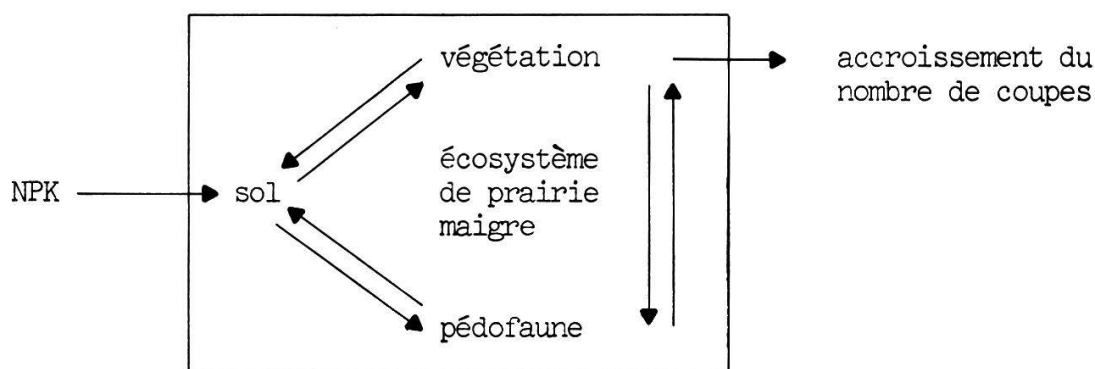 végétation
accroissement du
nombre de coupes
écosystème
de prairie
maigre
NPK
sol
pédofaune